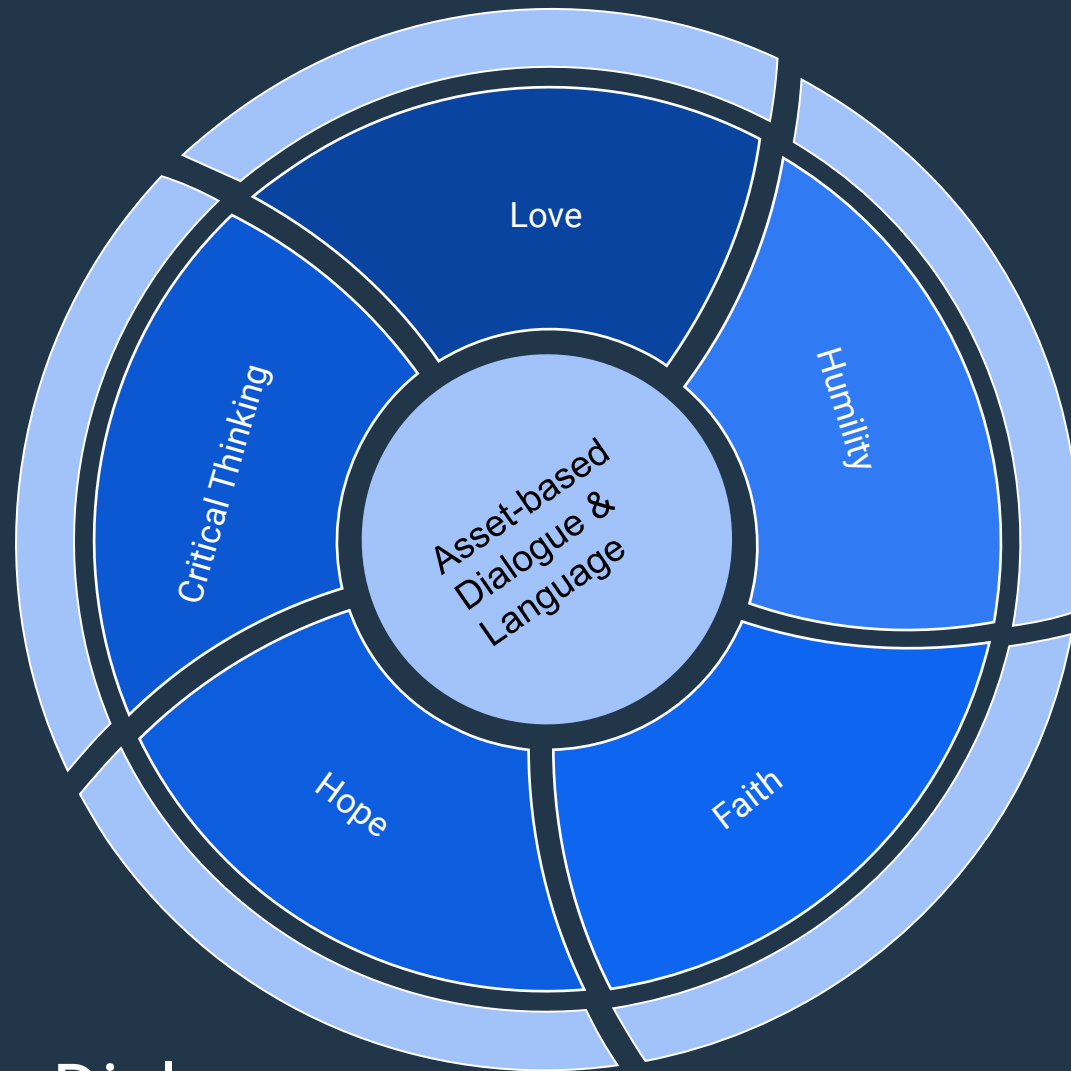 Love
Humility
Critical Thinking
Asset-based
Dialogue &
Language
Hope
Faith